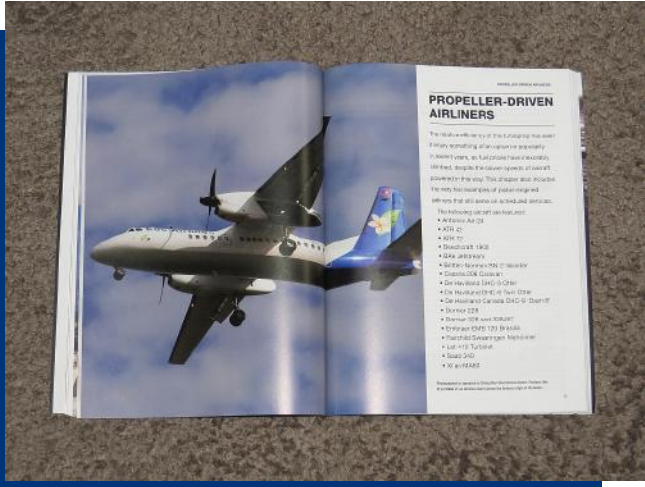 PROPELLER-DRIVEN AIRLINERS
PROPELLER-DRIVEN
AIRLINERS
The relative efficiency of the turboprop has seen
it enjoy something of an upturn in popularity
in recent years, as fuel prices have inexorably
climbed, despite the slower speeds of aircraft
powered in this way. This chapter also includes
the very few examples of piston-engined
airliners that still serve on scheduled services.
The following aircraft are featured:
• Antonov An-24
• ATR 42
• ATR 72
• Beechcraft 1900
• BAe Jetstream
• Britten-Norman BN-2 Islander
• Cessna 208 Caravan
• De Havilland DHC-3 Otter
• De Havilland DHC-6 Twin Otter
• De Havilland Canada DHC-8 'Dash 8'
• Dornier 228
• Dornier 328 and 328JET
• Embraer EMB 120 Brasilia
• Fairchild Swearingen Metroliner
• Let 410 Turbolet
• Saab 340
• Xi'an MA60